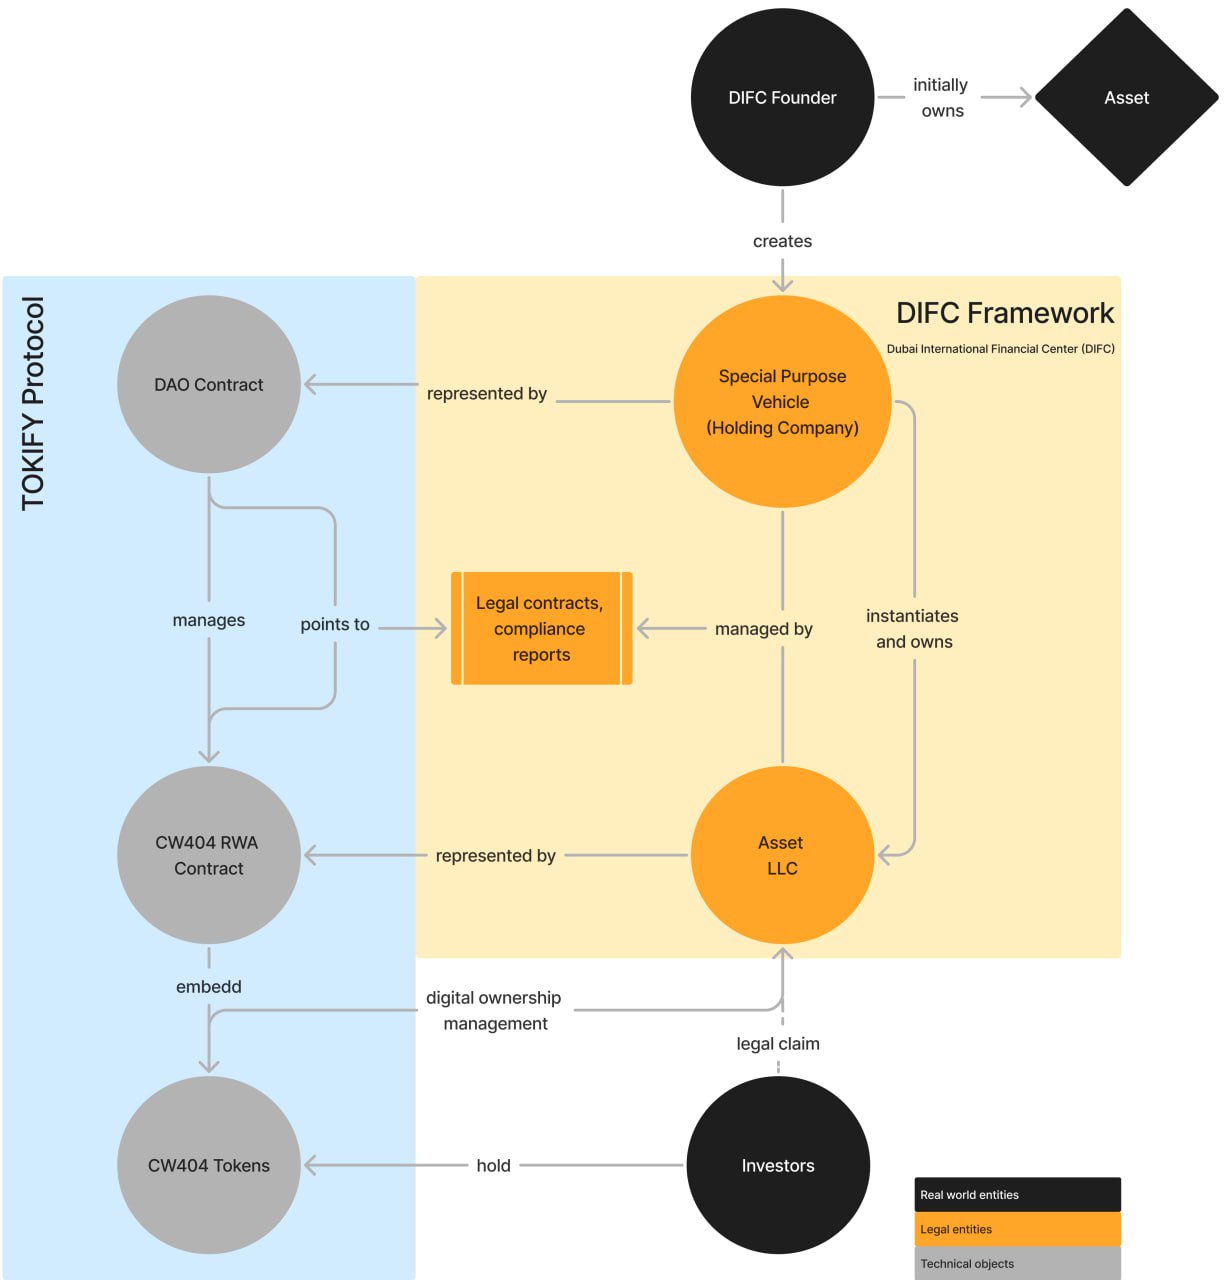 DIFC Founder
initially
owns
Asset
creates
TOKIFY Protocol
DIFC Framework
Dubai International Financial Center (DIFC)
DAO Contract
represented by
Special Purpose
Vehicle
(Holding Company)
manages
points to
Legal contracts,
compliance
reports
managed by
instantiates
and owns
CW404 RWA
Contract
represented by
Asset
LLC
embedd
digital ownership
management
legal claim
CW404 Tokens
hold
Investors
Real world entities
Legal entities
Technical objects